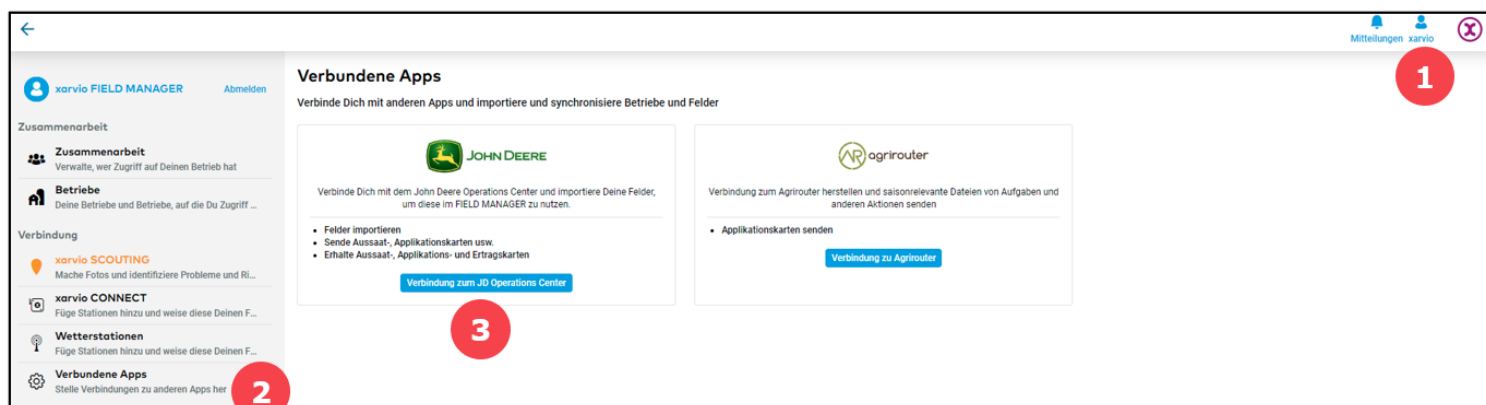 Mitteilungen xarvio
1
xarvio FIELD MANAGER Abmelden
Zusammenarbeit
Zusammenarbeit
Verwalte, wer Zugriff auf Deinen Betrieb hat
Betriebe
Deine Betriebe und Betriebe, auf die Du Zugriff ...
Verbindung
xarvio SCOUTING
Mache Fotos und identifiziere Probleme und Ri...
xarvio CONNECT
Füge Stationen hinzu und weise diese Deinen F...
Wetterstationen
Füge Stationen hinzu und weise diese Deinen F...
Verbundene Apps
Stelle Verbindungen zu anderen Apps her
2
Verbundene Apps
Verbinde Dich mit anderen Apps und importiere und synchronisiere Betriebe und Felder
JOHN DEERE
Verbinde Dich mit dem John Deere Operations Center und importiere Deine Felder,
um diese im FIELD MANAGER zu nutzen.
• Felder importieren
• Sende Aussaat-, Applikationskarten usw.
• Erhalte Aussaat-, Applikations- und Ertragskarten
Verbindung zum JD Operations Center
3
AR agrirouter
Verbindung zum Agrirouter herstellen und saisonrelevante Dateien von Aufgaben und
anderen Aktionen senden
• Applikationskarten senden
Verbindung zu Agrirouter